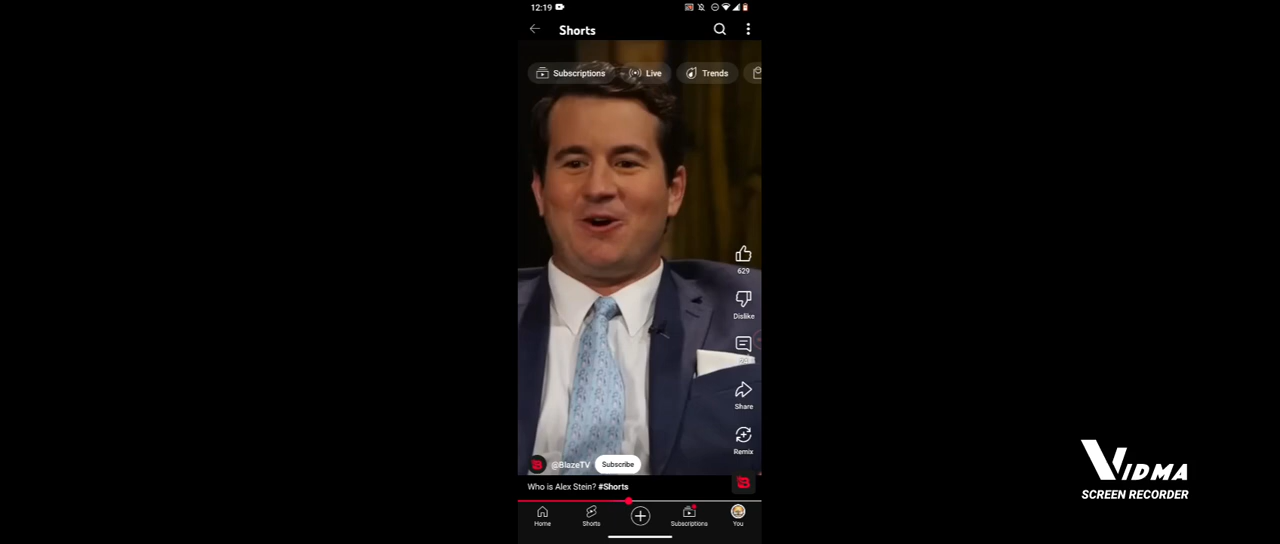 12:19
Shorts
Subscriptions
Live
Trends
629
Dislike
Share
Remix
@BlazeTV
Subscribe
Who is Alex Stein? #Shorts
Home
Shorts
Subscriptions
You
VIDMA
SCREEN RECORDER